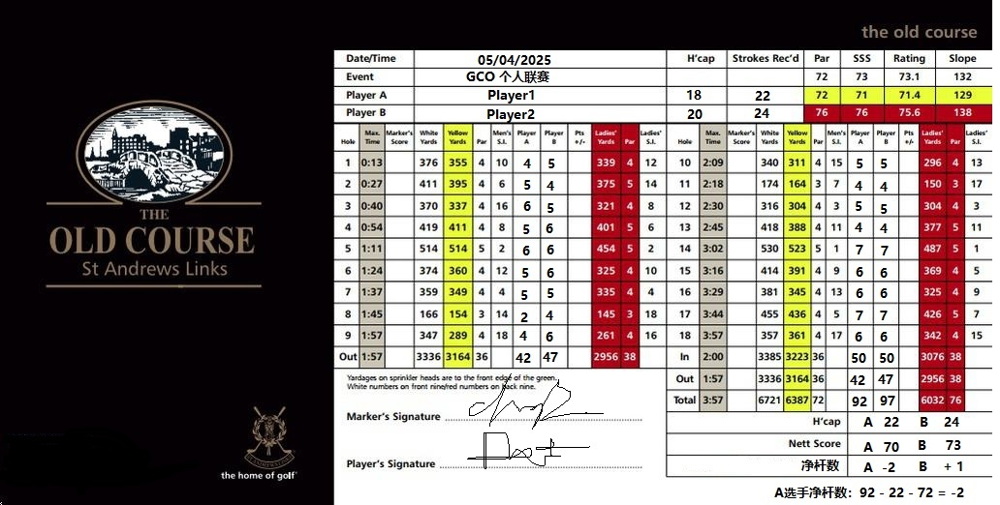 the old course
Date/Time 05/04/2025 H'cap Strokes Rec'd Par SSS Rating Slope
Event GCO 个人联赛 72 73 73.1 132
Player A Player1 18 22 72 71 71.4 129
Player B Player2 20 24 76 76 75.6 138
Hole Max. Time Marker's Score White Yards Yellow Yards Par Men's S.I. Player A Player B Pts +/- Ladies' Yards Par Ladies' S.I. Hole Max. Time Marker's Score White Yards Yellow Yards Par Men's S.I. Player A Player B Pts +/- Ladies' Yards Par Ladies' S.I.
1 0:13 376 355 4 10 4 5 339 4 12 10 2:09 340 311 4 15 5 5 296 4 13
2 0:27 411 395 4 6 5 4 375 5 14 11 2:18 174 164 3 7 4 4 150 3 17
3 0:40 370 337 4 16 6 5 321 4 8 12 2:30 316 304 4 3 5 5 304 4 3
4 0:54 419 411 4 8 5 6 401 5 6 13 2:45 418 388 4 11 4 4 377 5 11
5 1:11 514 514 5 2 6 6 454 5 2 14 3:02 530 523 5 1 7 7 487 5 1
6 1:24 374 360 4 12 5 6 325 4 10 15 3:16 414 391 4 9 6 6 369 4 5
7 1:37 359 349 4 4 5 5 335 4 4 16 3:29 381 345 4 13 6 6 325 4 9
8 1:45 166 154 3 14 2 4 145 3 18 17 3:44 455 436 4 5 7 7 426 5 7
9 1:57 347 289 4 18 4 6 261 4 16 18 3:57 357 361 4 17 6 6 342 4 15
Out 1:57 3336 3164 36 42 47 2956 38 In 2:00 3385 3223 36 50 50 3076 38
Out 1:57 3336 3164 36 42 47 2956 38
Total 3:57 6721 6387 72 92 97 6032 76
Yardages on sprinkler heads are to the front edge of the green.
White numbers on front nine/red numbers on back nine.
Marker's Signature
Player's Signature
H'cap A 22 B 24
Nett Score A 70 B 73
净杆数 A -2 B + 1
A选手净杆数：92 - 22 - 72 = -2
THE
OLD COURSE
St Andrews Links
the home of golf